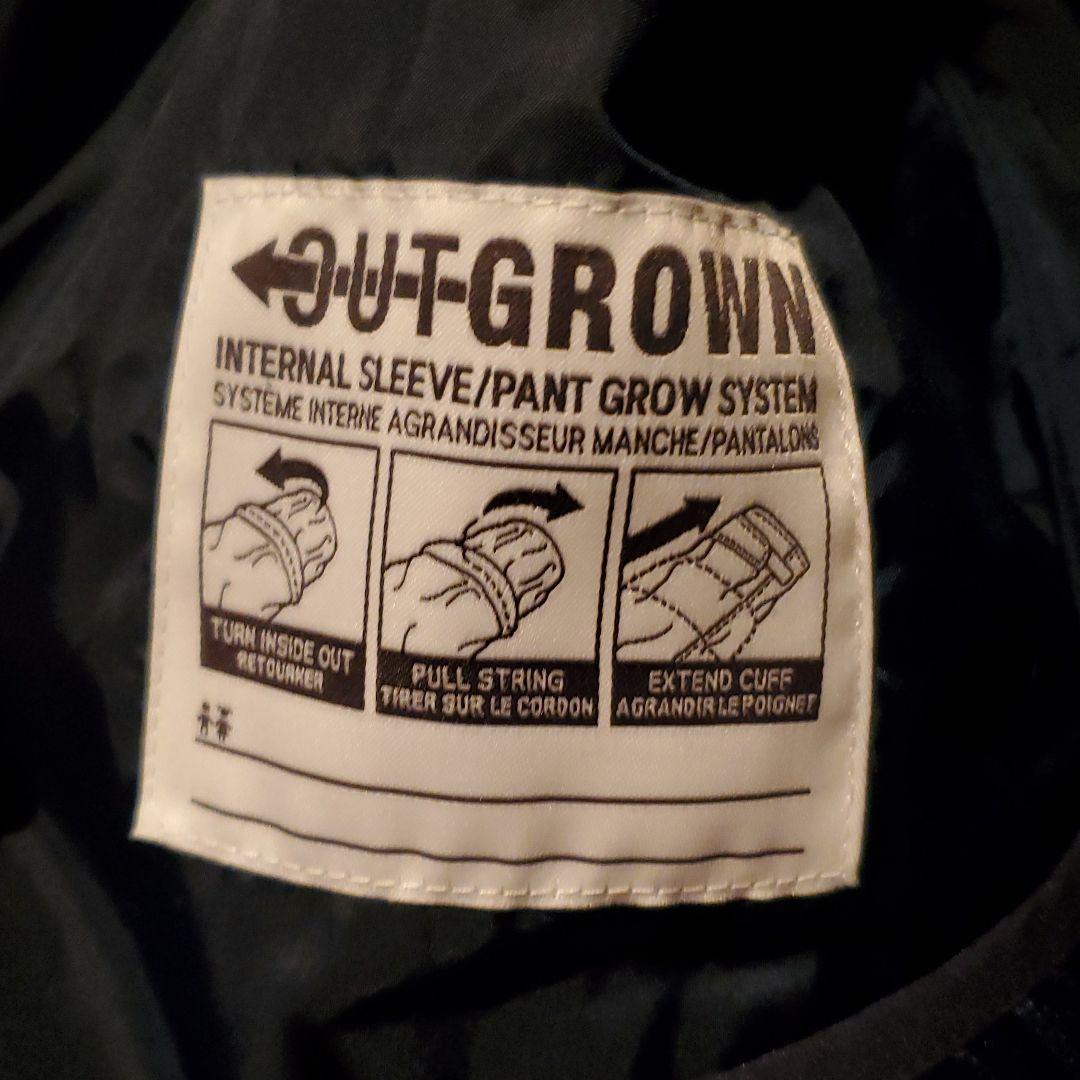 OUTGROWN
INTERNAL SLEEVE/PANT GROW SYSTEM
SYSTÈME INTERNE AGRANDISSEUR MANCHE/PANTALONS
TURN INSIDE OUT
RETOURNER
PULL STRING
TIRER SUR LE CORDON
EXTEND CUFF
AGRANDIR LE POIGNET